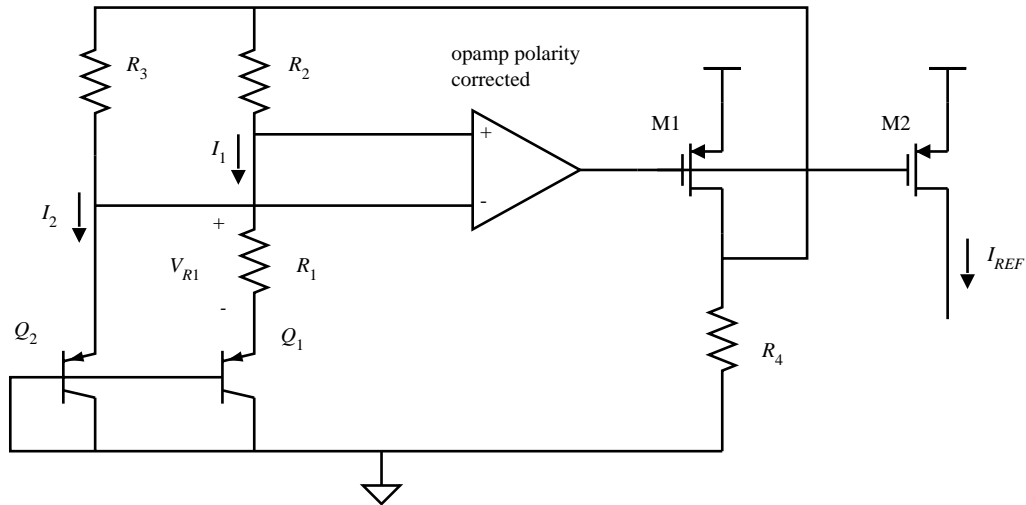 opamp polarity
corrected
R3
R2
M1
M2
+
I1
I2
-
+
VR1
R1
IREF
-
Q2
Q1
R4